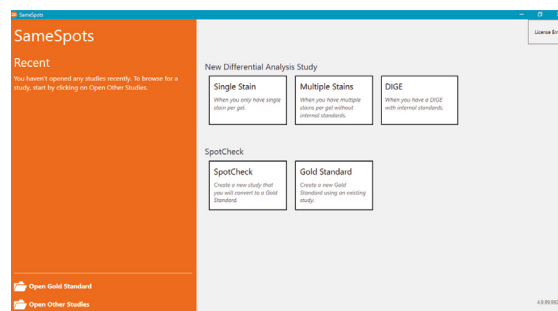 SameSpots
SameSpots
License Err
Recent
You haven't opened any studies recently. To browse for a
study, start by clicking on Open Other Studies.
New Differential Analysis Study
Single Stain
When you only have single
stain per gel.
Multiple Stains
When you have multiple
stains per gel without
internal standards.
DIGE
When you have a DIGE
with internal standards.
SpotCheck
SpotCheck
Create a new study that
you will convert to a Gold
Standard.
Gold Standard
Create a new Gold
Standard using an existing
study.
Open Gold Standard
Open Other Studies